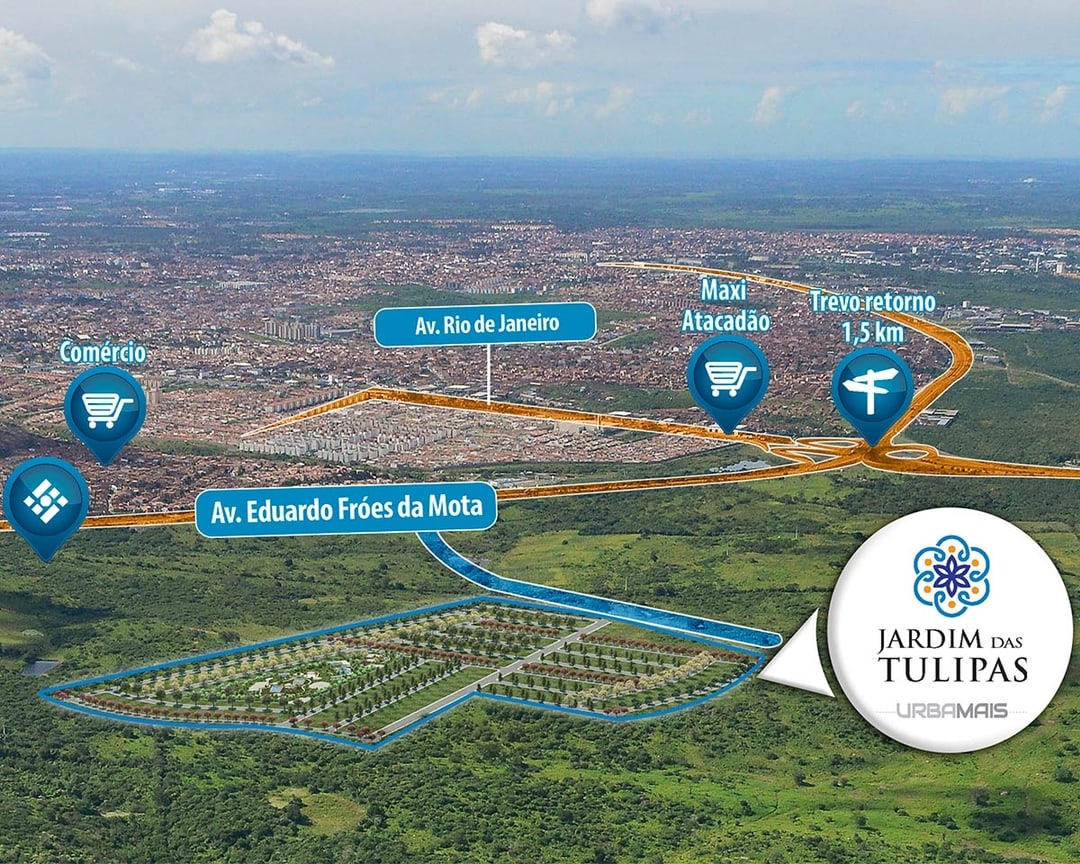 Maxi
Atacadão
Trevo retorno
1,5 km
Av. Rio de Janeiro
Comércio
Av. Eduardo Fróes da Mota
JARDIM DAS
TULIPAS
URBAMAIS